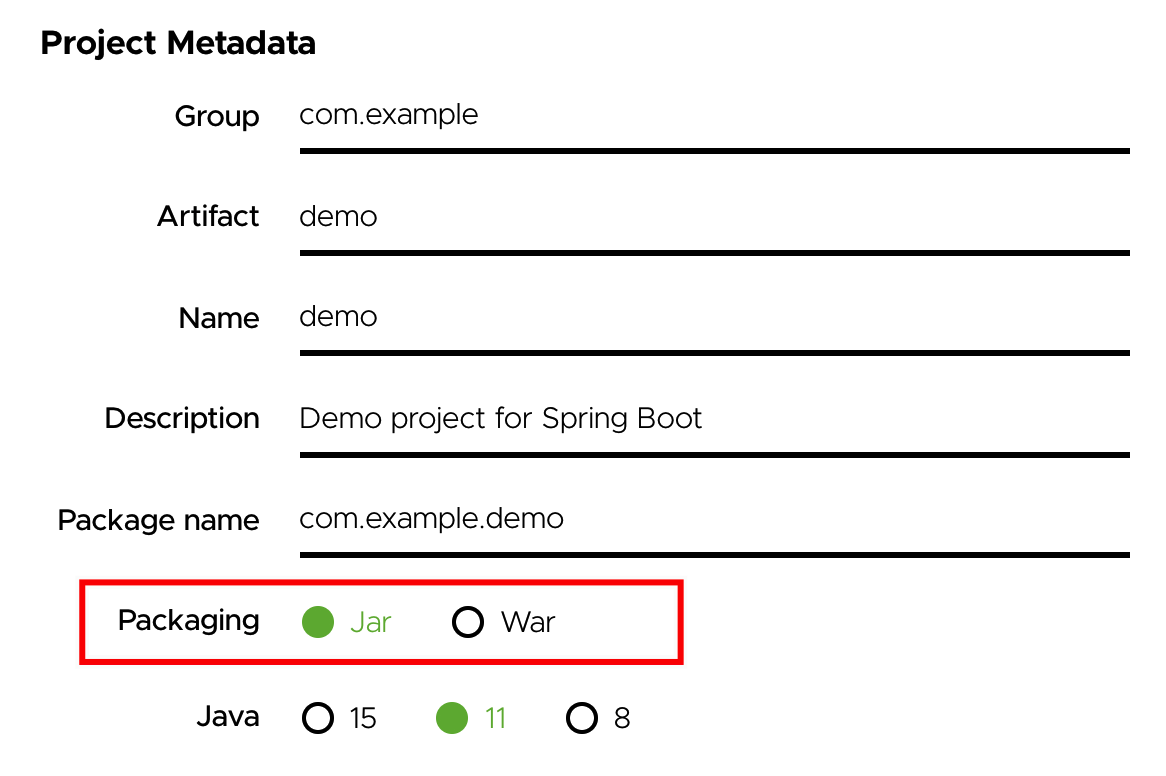 Project Metadata
Group com.example
Artifact demo
Name demo
Description Demo project for Spring Boot
Package name com.example.demo
Packaging Jar War
Java 15 11 8